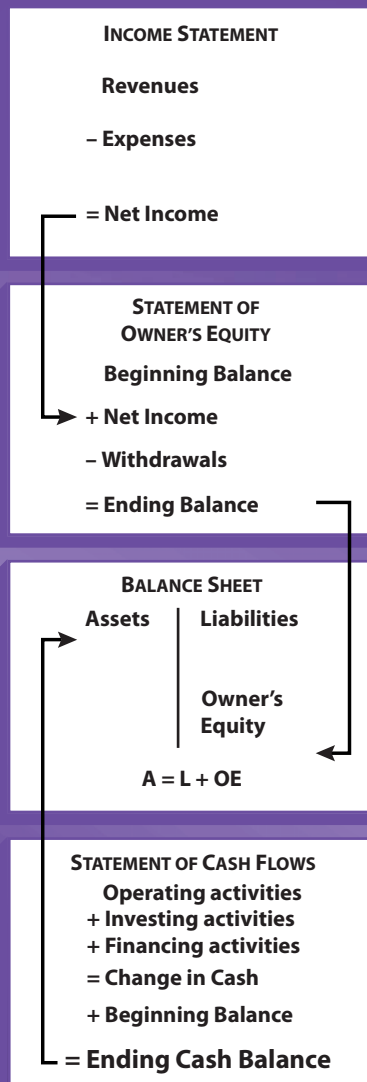 INCOME STATEMENT
Revenues
– Expenses
= Net Income
STATEMENT OF
OWNER'S EQUITY
Beginning Balance
+ Net Income
– Withdrawals
= Ending Balance
BALANCE SHEET
Assets Liabilities
Owner's
Equity
A = L + OE
STATEMENT OF CASH FLOWS
Operating activities
+ Investing activities
+ Financing activities
= Change in Cash
+ Beginning Balance
= Ending Cash Balance